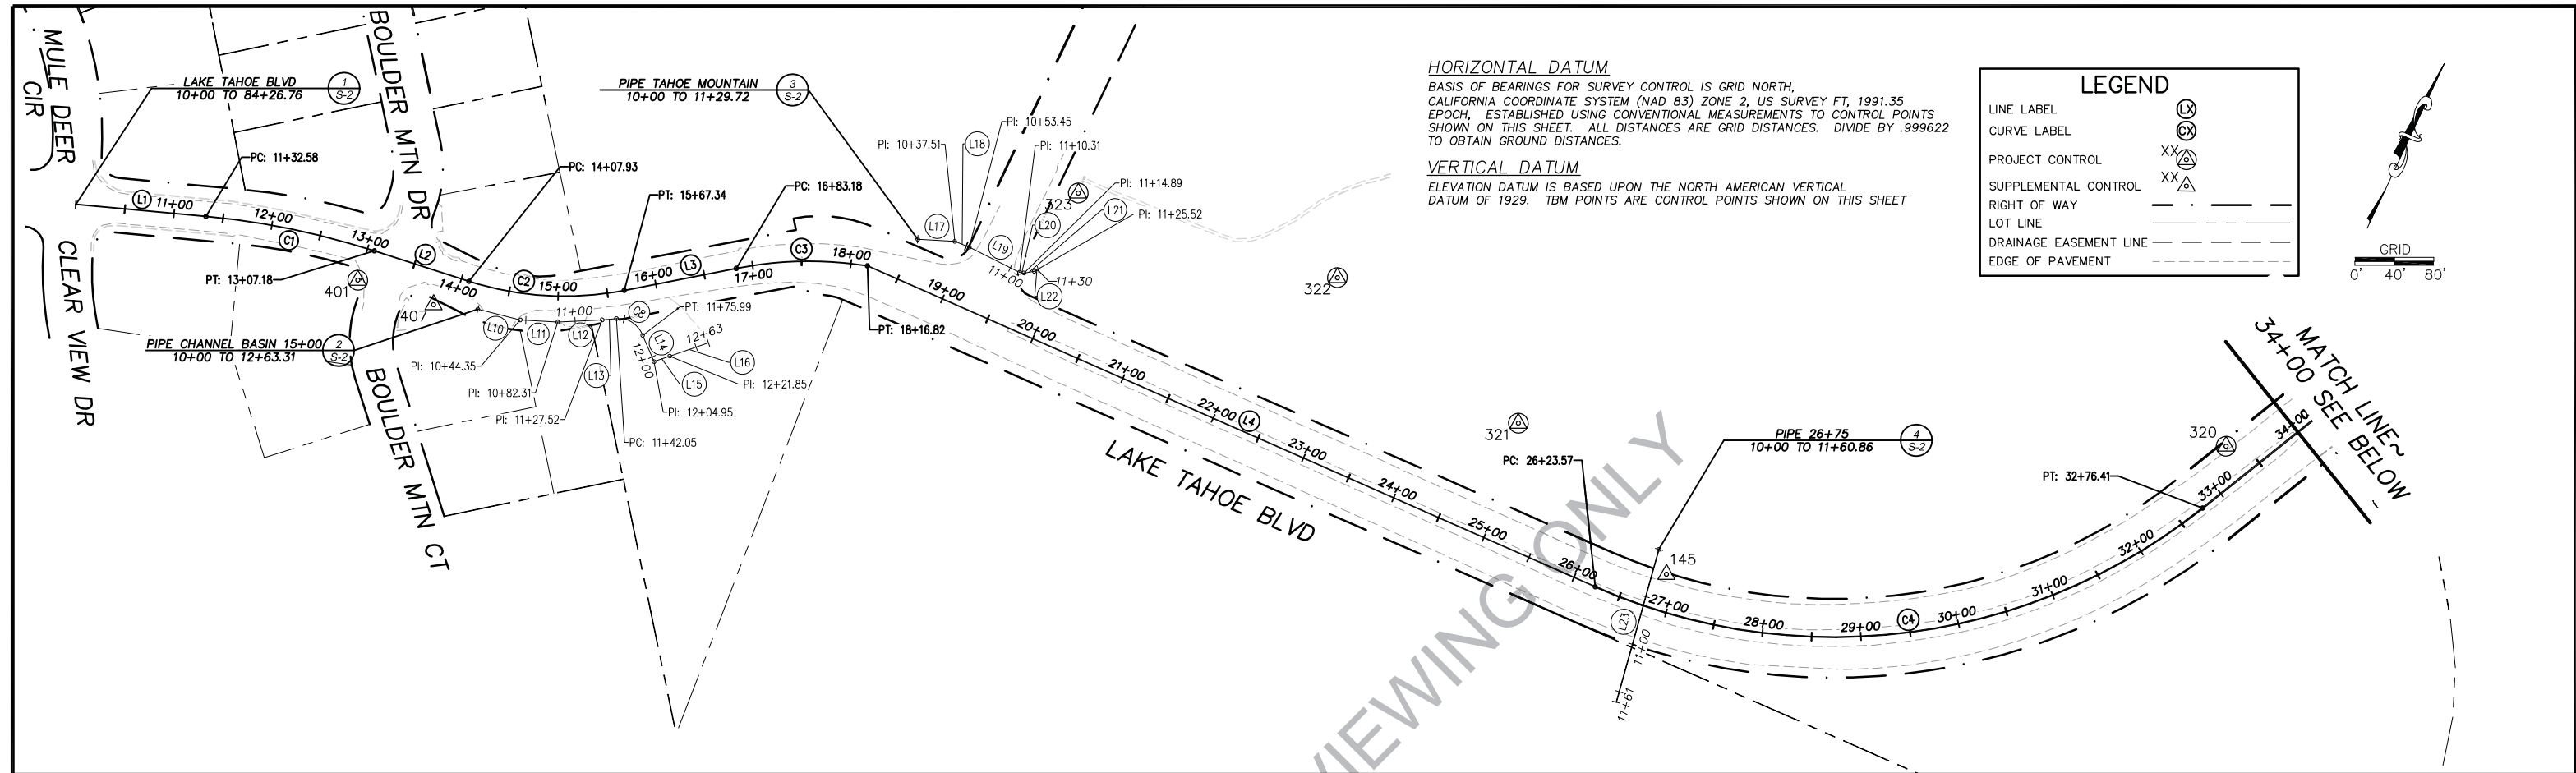 MULE DEER
CIR
BOULDER MTN DR
LAKE TAHOE BLVD
10+00 TO 84+26.76
1
S-2
PIPE TAHOE MOUNTAIN
10+00 TO 11+29.72
3
S-2
PC: 11+32.58
PC: 14+07.93
PT: 15+67.34
PC: 16+83.18
PI: 10+37.51
L18
PI: 10+53.45
PI: 11+10.31
PI: 11+14.89
L21
PI: 11+25.52
323
L20
L17
L19
11+00
11+30
L22
L1
11+00
12+00
C1
13+00
L2
PT: 13+07.18
401
14+00
407
C2
15+00
16+00
L3
17+00
C3
18+00
PT: 18+16.82
CLEAR VIEW DR
PIPE CHANNEL BASIN 15+00
10+00 TO 12+63.31
2
S-2
L10
L11
11+00
L12
C8
PT: 11+75.99
L14
12+63
12+00
L16
L13
L15
PI: 10+44.35
PI: 10+82.31
PI: 11+27.52
PC: 11+42.05
PI: 12+04.95
PI: 12+21.85
BOULDER MTN CT
HORIZONTAL DATUM
BASIS OF BEARINGS FOR SURVEY CONTROL IS GRID NORTH,
CALIFORNIA COORDINATE SYSTEM (NAD 83) ZONE 2, US SURVEY FT, 1991.35
EPOCH, ESTABLISHED USING CONVENTIONAL MEASUREMENTS TO CONTROL POINTS
SHOWN ON THIS SHEET. ALL DISTANCES ARE GRID DISTANCES. DIVIDE BY .999622
TO OBTAIN GROUND DISTANCES.
VERTICAL DATUM
ELEVATION DATUM IS BASED UPON THE NORTH AMERICAN VERTICAL
DATUM OF 1929. TBM POINTS ARE CONTROL POINTS SHOWN ON THIS SHEET
LEGEND
LINE LABEL LX
CURVE LABEL CX
PROJECT CONTROL XX
SUPPLEMENTAL CONTROL XX
RIGHT OF WAY
LOT LINE
DRAINAGE EASEMENT LINE
EDGE OF PAVEMENT
GRID
0' 40' 80'
322
19+00
20+00
21+00
22+00
L4
23+00
24+00
25+00
26+00
LAKE TAHOE BLVD
321
PC: 26+23.57
PIPE 26+75
10+00 TO 11+60.86
4
S-2
145
L23
11+00
11+61
27+00
28+00
29+00
C4
30+00
31+00
32+00
33+00
34+00
PT: 32+76.41
320
MATCH LINE~
34+00 SEE BELOW
VIEWING ONLY